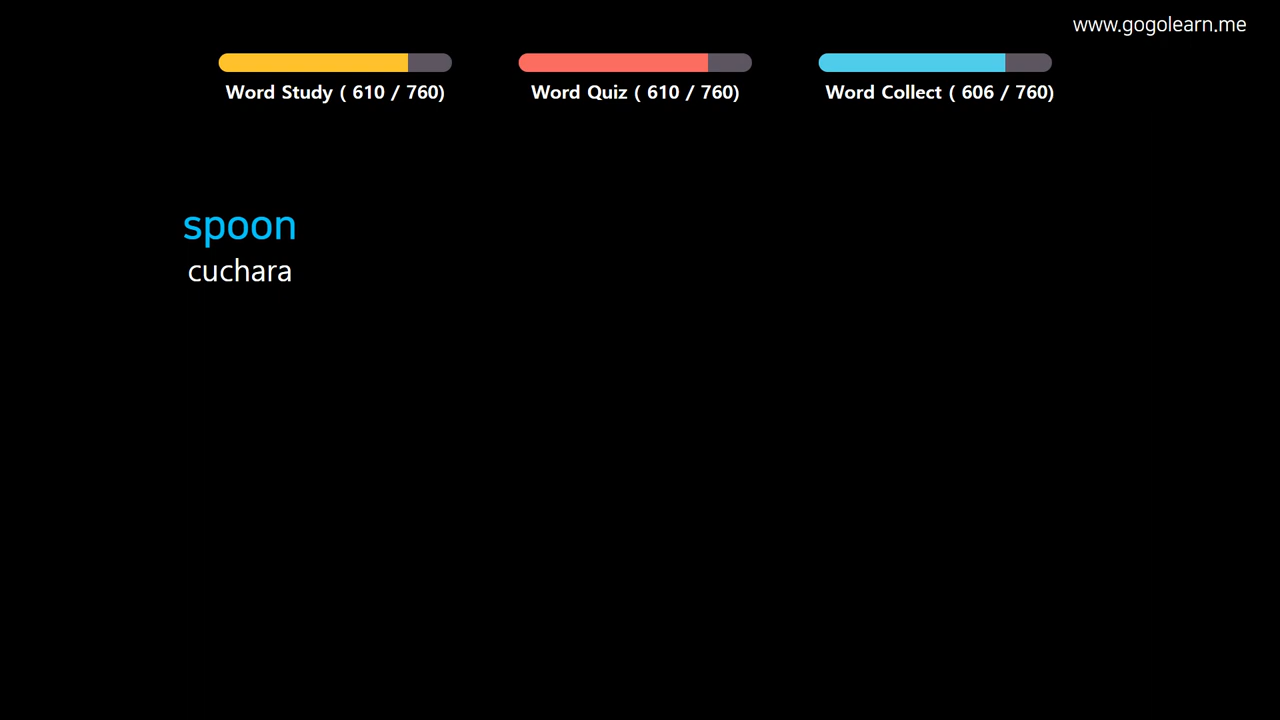 www.gogolearn.me
Word Study ( 610 / 760)
Word Quiz ( 610 / 760)
Word Collect ( 606 / 760)
spoon
cuchara